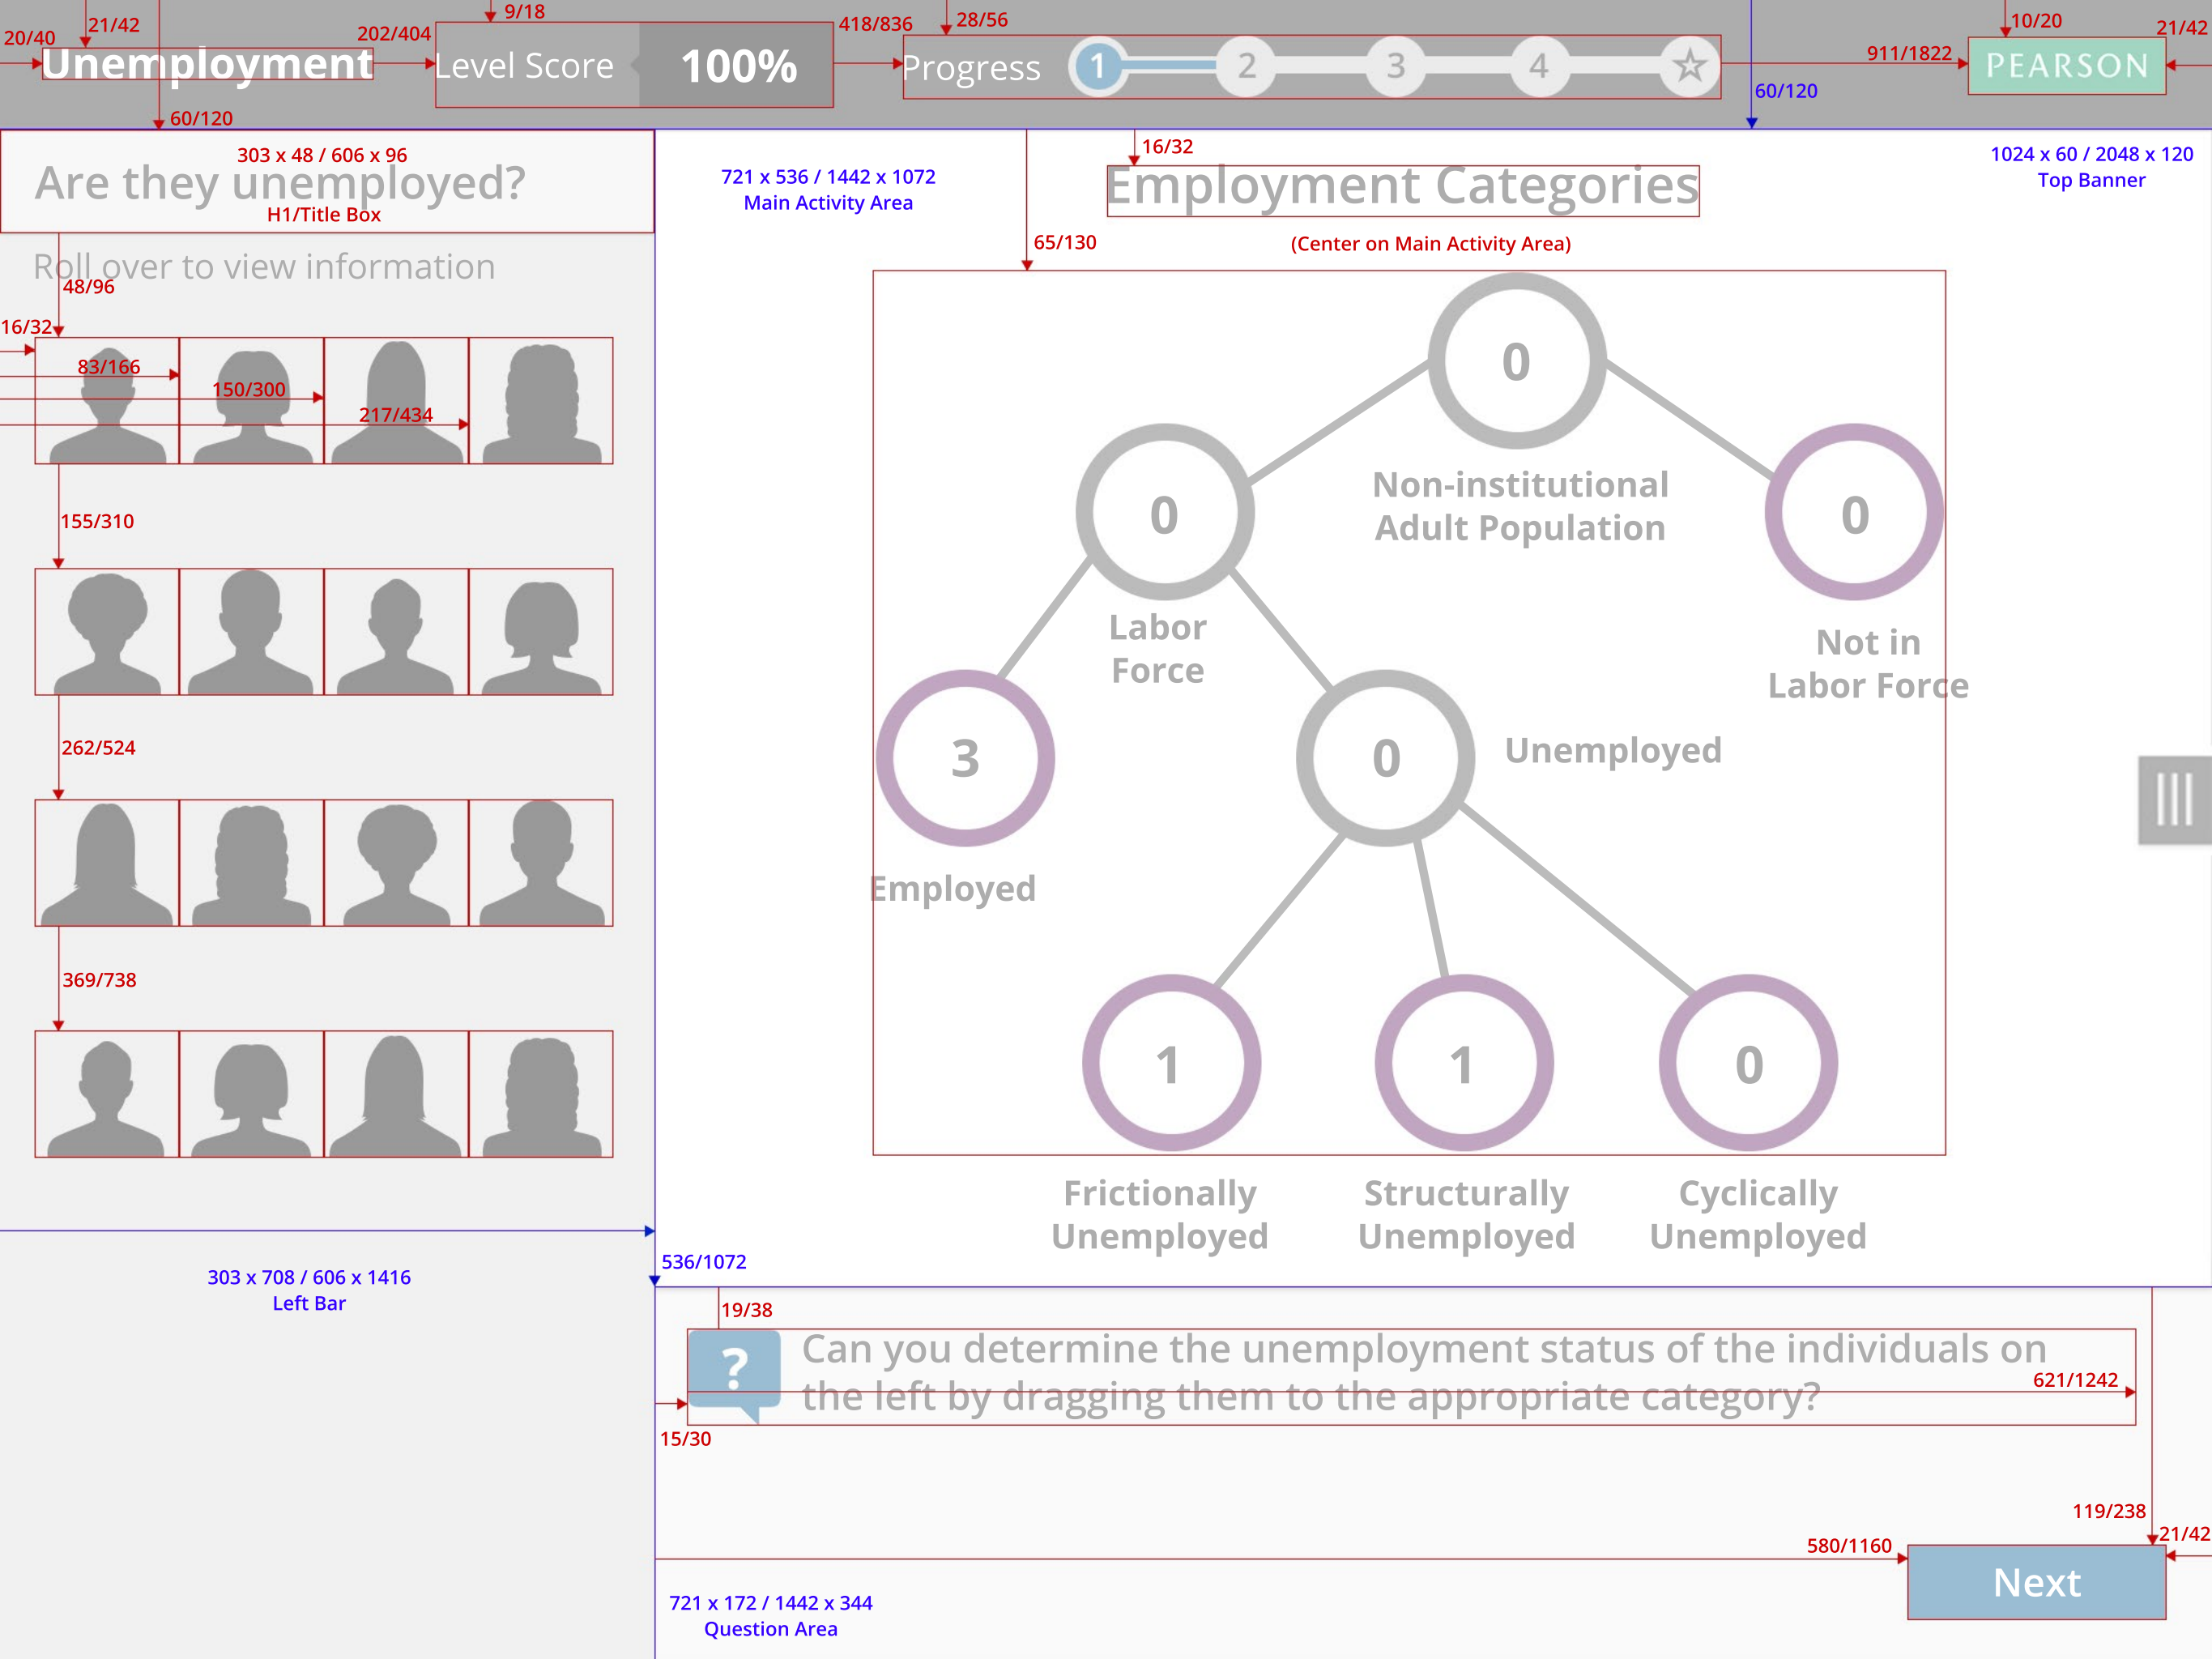 9/18
20/40
21/42
202/404
418/836
28/56
10/20
21/42
Unemployment
Level Score
100%
Progress
1
2
3
4
911/1822
PEARSON
60/120
60/120
303 x 48 / 606 x 96
Are they unemployed?
H1/Title Box
Roll over to view information
48/96
16/32
83/166
150/300
217/434
155/310
262/524
369/738
303 x 708 / 606 x 1416
Left Bar
721 x 536 / 1442 x 1072
Main Activity Area
16/32
Employment Categories
65/130
(Center on Main Activity Area)
1024 x 60 / 2048 x 120
Top Banner
0
Non-institutional
Adult Population
0
Labor
Force
0
Not in
Labor Force
3
Employed
0
Unemployed
1
Frictionally
Unemployed
1
Structurally
Unemployed
0
Cyclically
Unemployed
536/1072
19/38
?
Can you determine the unemployment status of the individuals on
the left by dragging them to the appropriate category?
621/1242
15/30
119/238
21/42
580/1160
Next
721 x 172 / 1442 x 344
Question Area